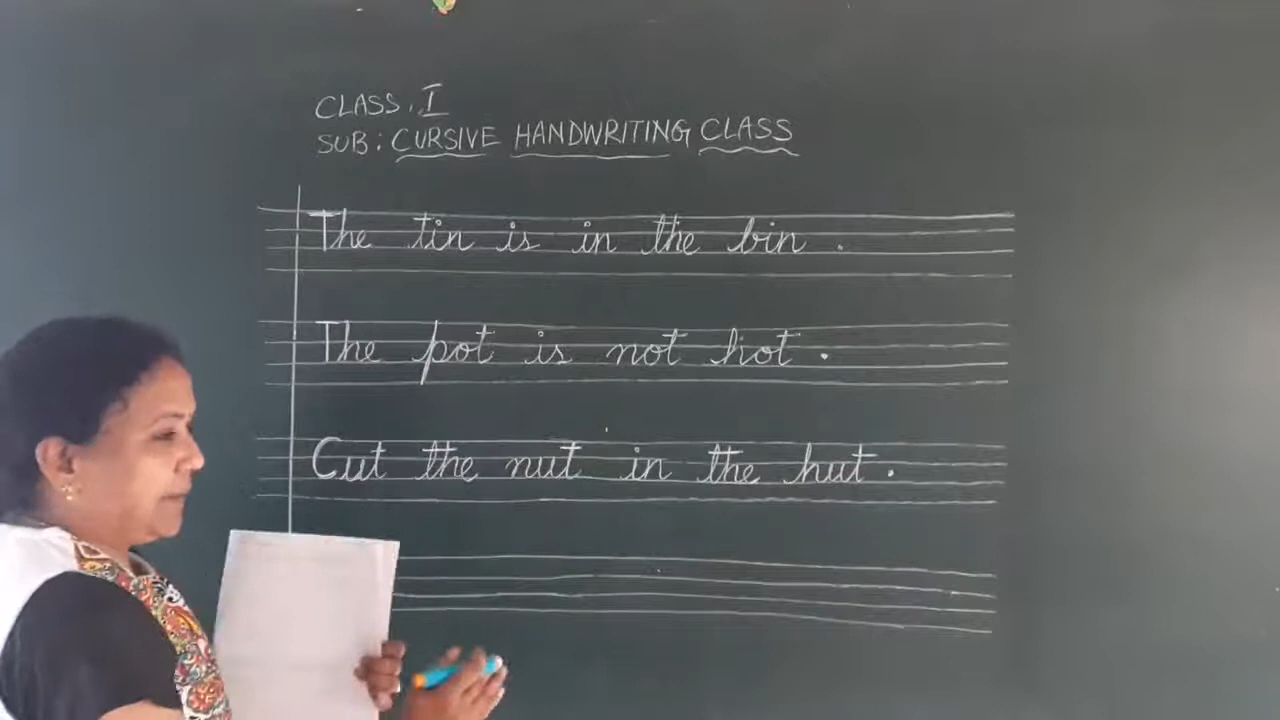 CLASS. I
SUB: CURSIVE HANDWRITING CLASS
The tin is in the bin.
The pot is not hot.
Cut the nut in the hut.